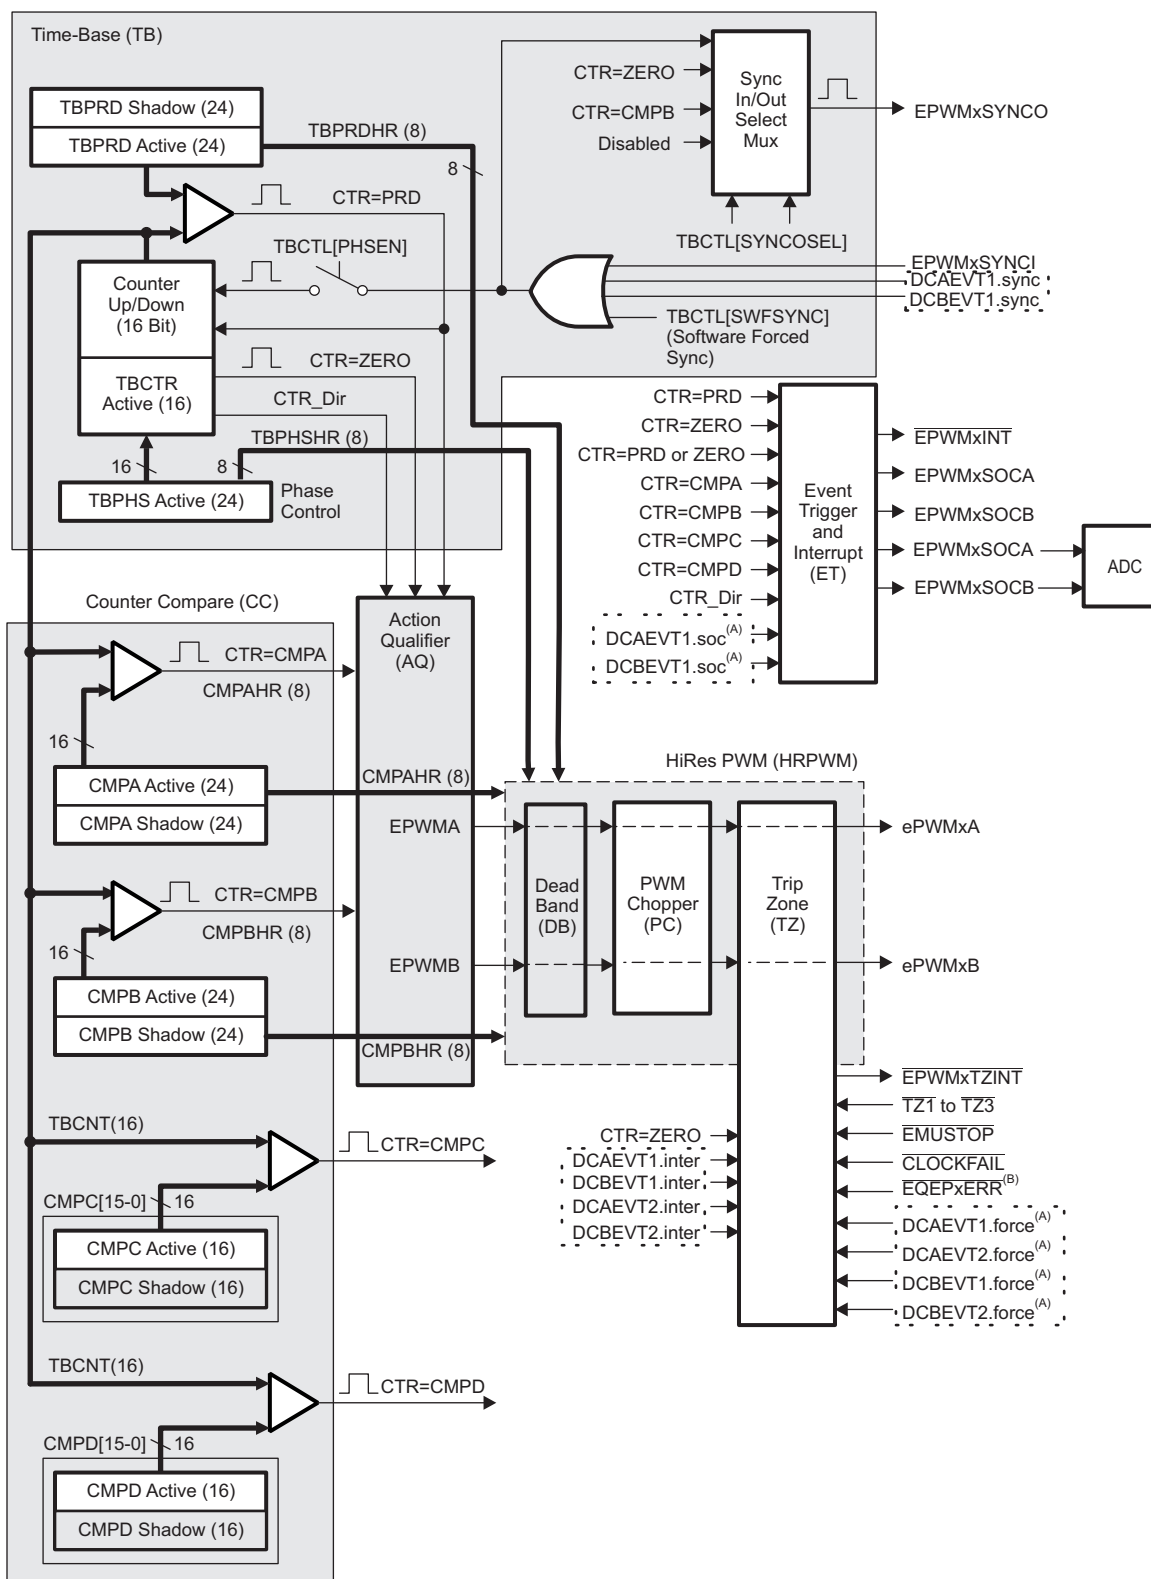 Time-Base (TB)
TBPRD Shadow (24)
TBPRD Active (24)
TBPRDHR (8)
8
CTR=PRD
CTR=ZERO
CTR=CMPB
Disabled
Sync
In/Out
Select
Mux
EPWMxSYNCO
TBCTL[SYNCOSEL]
TBCTL[PHSEN]
Counter
Up/Down
(16 Bit)
TBCTR
Active (16)
EPWMxSYNCI
DCAEVT1.sync
DCBEVT1.sync
TBCTL[SWFSYNC]
(Software Forced
Sync)
CTR=ZERO
CTR_Dir
TBPHSHR (8)
16
8
TBPHS Active (24)
Phase
Control
CTR=PRD
CTR=ZERO
CTR=PRD or ZERO
CTR=CMPA
CTR=CMPB
CTR=CMPC
CTR=CMPD
CTR_Dir
DCAEVT1.soc(A)
DCBEVT1.soc(A)
Event
Trigger
and
Interrupt
(ET)
EPWMxINT
EPWMxSOCA
EPWMxSOCB
EPWMxSOCA
EPWMxSOCB
ADC
Counter Compare (CC)
Action
Qualifier
(AQ)
CTR=CMPA
CMPAHR (8)
16
CMPA Active (24)
CMPA Shadow (24)
CMPAHR (8)
HiRes PWM (HRPWM)
EPWMA
ePWMxA
CTR=CMPB
CMPBHR (8)
16
Dead
Band
(DB)
PWM
Chopper
(PC)
Trip
Zone
(TZ)
EPWMB
ePWMxB
CMPB Active (24)
CMPB Shadow (24)
CMPBHR (8)
EPWMxTZINT
TZ1 to TZ3
EMUSTOP
CLOCKFAIL
EQEPxERR(B)
DCAEVT1.force(A)
DCAEVT2.force(A)
DCBEVT1.force(A)
DCBEVT2.force(A)
CTR=ZERO
DCAEVT1.inter
DCBEVT1.inter
DCAEVT2.inter
DCBEVT2.inter
TBCNT(16)
CTR=CMPC
CMPC[15-0]
16
CMPC Active (16)
CMPC Shadow (16)
TBCNT(16)
CTR=CMPD
CMPD[15-0]
16
CMPD Active (16)
CMPD Shadow (16)